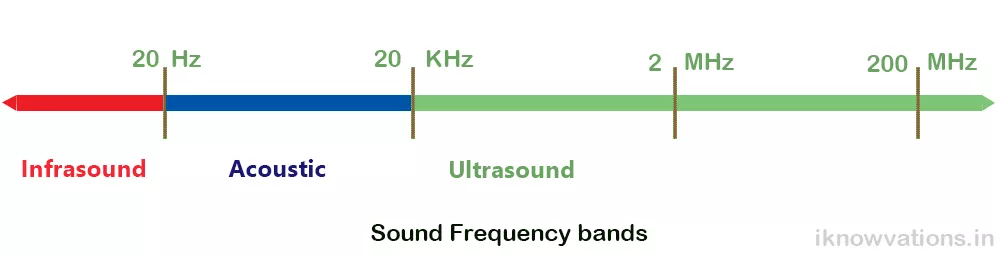 20 Hz 20 KHz 2 MHz 200 MHz
Infrasound Acoustic Ultrasound
Sound Frequency bands
iknowvations.in